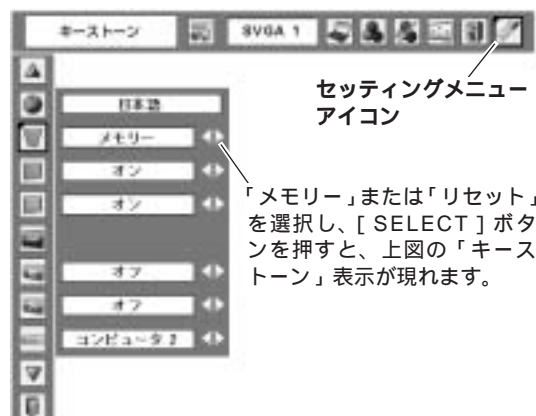 キーストーン
SVGA 1
セッティングメニュー
アイコン
日本語
メモリー
オン
オン
オフ
オフ
コンピュータ 2
「メモリー」または「リセット」
を選択し、[ SELECT ] ボタ
ンを押すと、上図の「キース
トーン」表示が現れます。